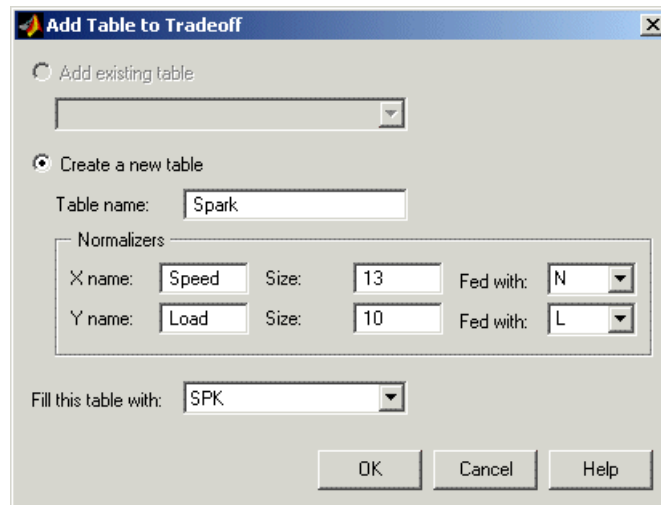 Add Table to Tradeoff
Add existing table
Create a new table
Table name: Spark
Normalizers
X name: Speed Size: 13 Fed with: N
Y name: Load Size: 10 Fed with: L
Fill this table with: SPK
OK Cancel Help